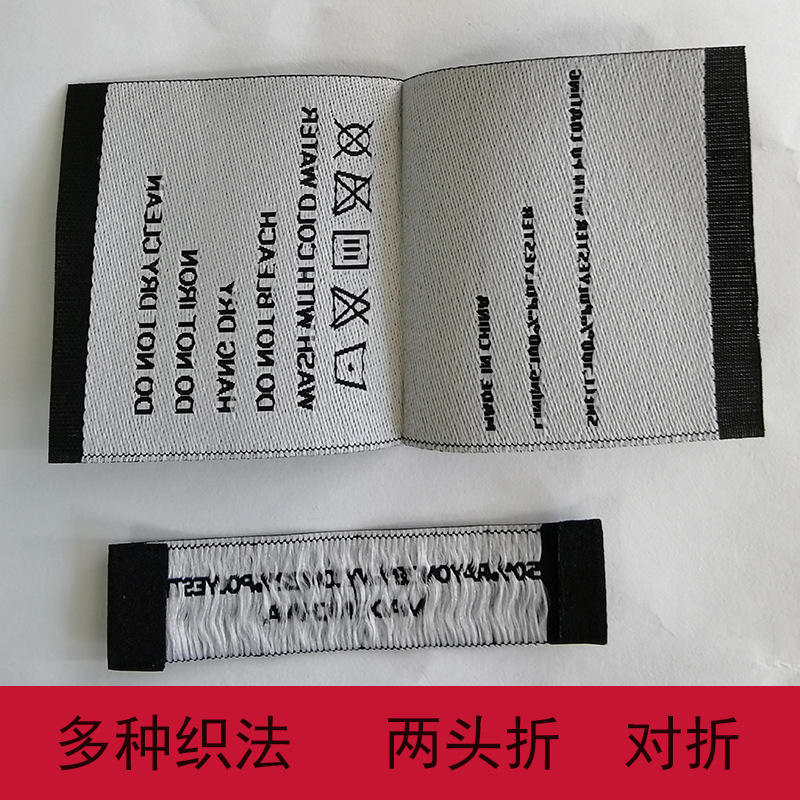 WASH WITH COLD WATER
DO NOT BLEACH
HANG DRY
DO NOT IRON
DO NOT DRY CLEAN
SHELL:100% POLYESTER WITH PU COATING
LINING:100% POLYESTER
MADE IN CHINA
多种织法 两头折 对折